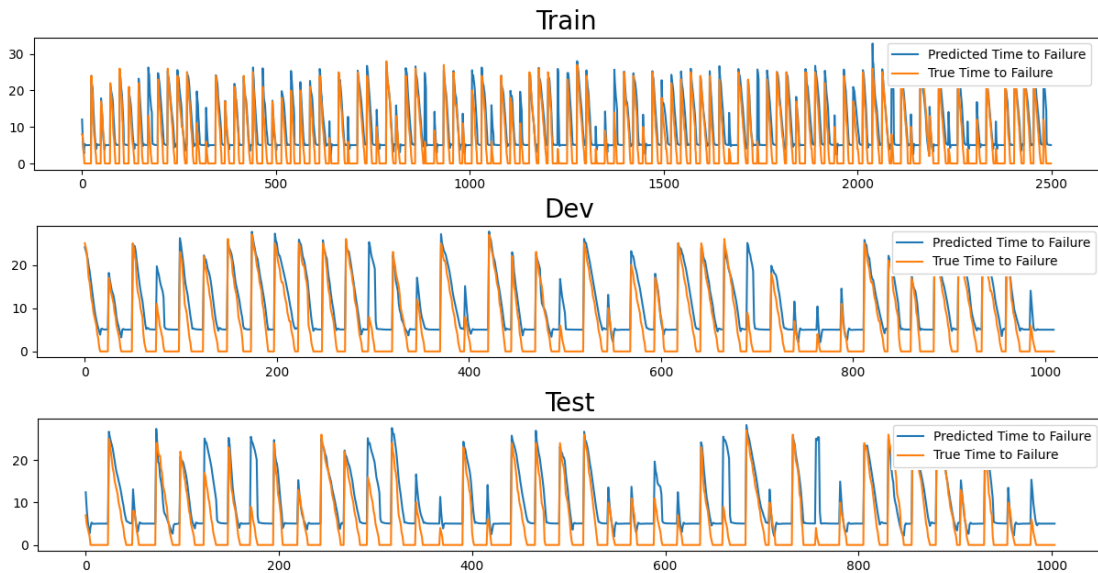 Train
Predicted Time to Failure
True Time to Failure
30
20
10
0
0 500 1000 1500 2000 2500
Dev
Predicted Time to Failure
True Time to Failure
20
10
0
0 200 400 600 800 1000
Test
Predicted Time to Failure
True Time to Failure
20
10
0
0 200 400 600 800 1000